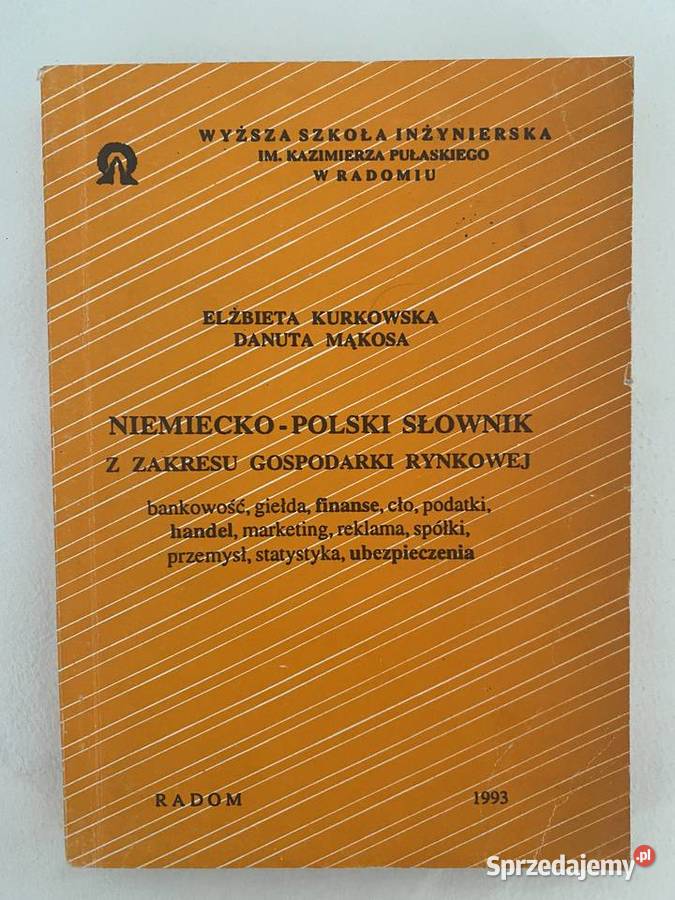 WYŻSZA SZKOŁA INŻYNIERSKA
IM. KAZIMIERZA PUŁASKIEGO
W RADOMIU
ELŻBIETA KURKOWSKA
DANUTA MĄKOSA
NIEMIECKO-POLSKI SŁOWNIK
Z ZAKRESU GOSPODARKI RYNKOWEJ
bankowość, giełda, finanse, cło, podatki,
handel, marketing, reklama, spółki,
przemysł, statystyka, ubezpieczenia
RADOM 1993
Sprzedajemy.pl